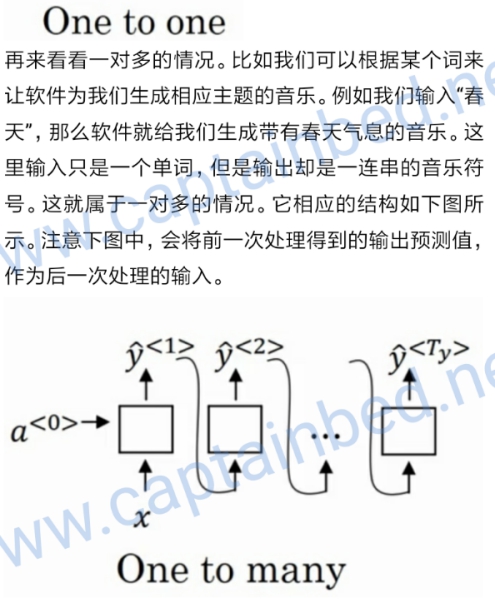 One to one
再来看看一对多的情况。比如我们可以根据某个词来
让软件为我们生成相应主题的音乐。例如我们输入“春
天”，那么软件就给我们生成带有春天气息的音乐。这
里输入只是一个单词，但是输出却是一连串的音乐符
号。这就属于一对多的情况。它相应的结构如下图所
示。注意下图中，会将前一次处理得到的输出预测值，
作为后一次处理的输入。
ŷ<1> ŷ<2> ŷ<Ty>
a<0> ...
x
One to many
www.captainbed.ne
www.captainbed.ne